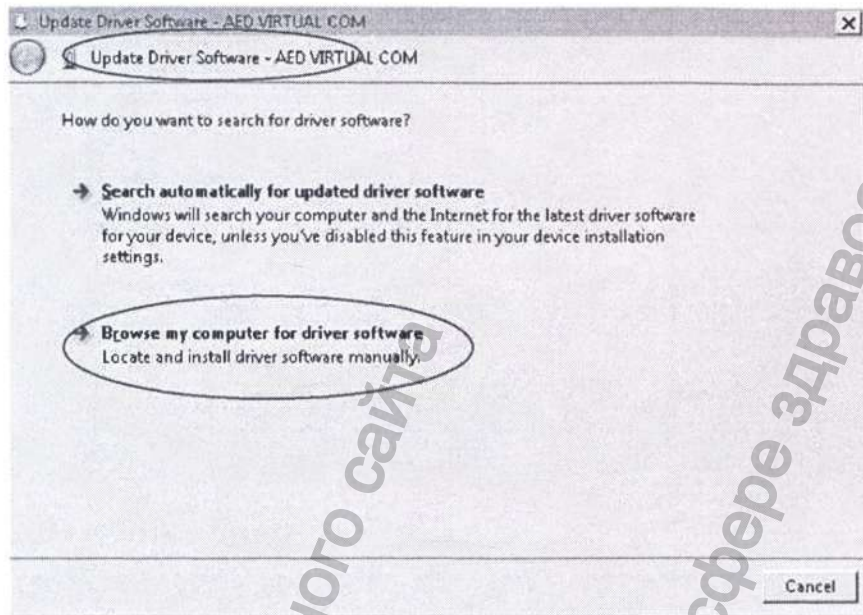 Update Driver Software - AED VIRTUAL COM
Update Driver Software - AED VIRTUAL COM
How do you want to search for driver software?
Search automatically for updated driver software
Windows will search your computer and the Internet for the latest driver software
for your device, unless you've disabled this feature in your device installation
settings.
Browse my computer for driver software
Locate and install driver software manually.
сайта
сфере
Cancel